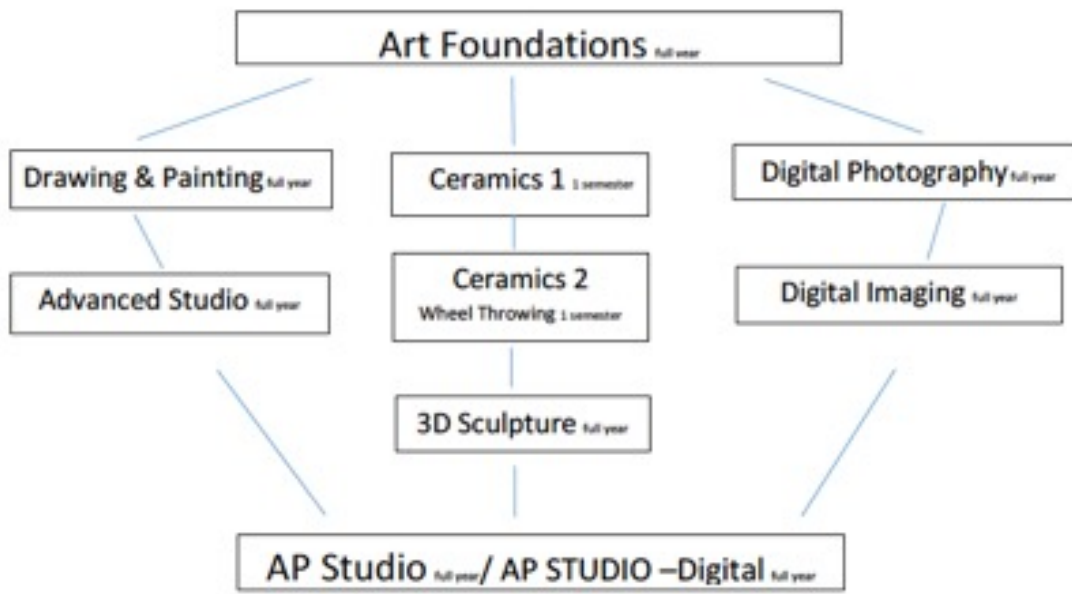 Art Foundations full year
Drawing & Painting full year
Ceramics 1 1 semester
Digital Photography full year
Advanced Studio full year
Ceramics 2
Wheel Throwing 1 semester
Digital Imaging full year
3D Sculpture full year
AP Studio full year/ AP STUDIO –Digital full year